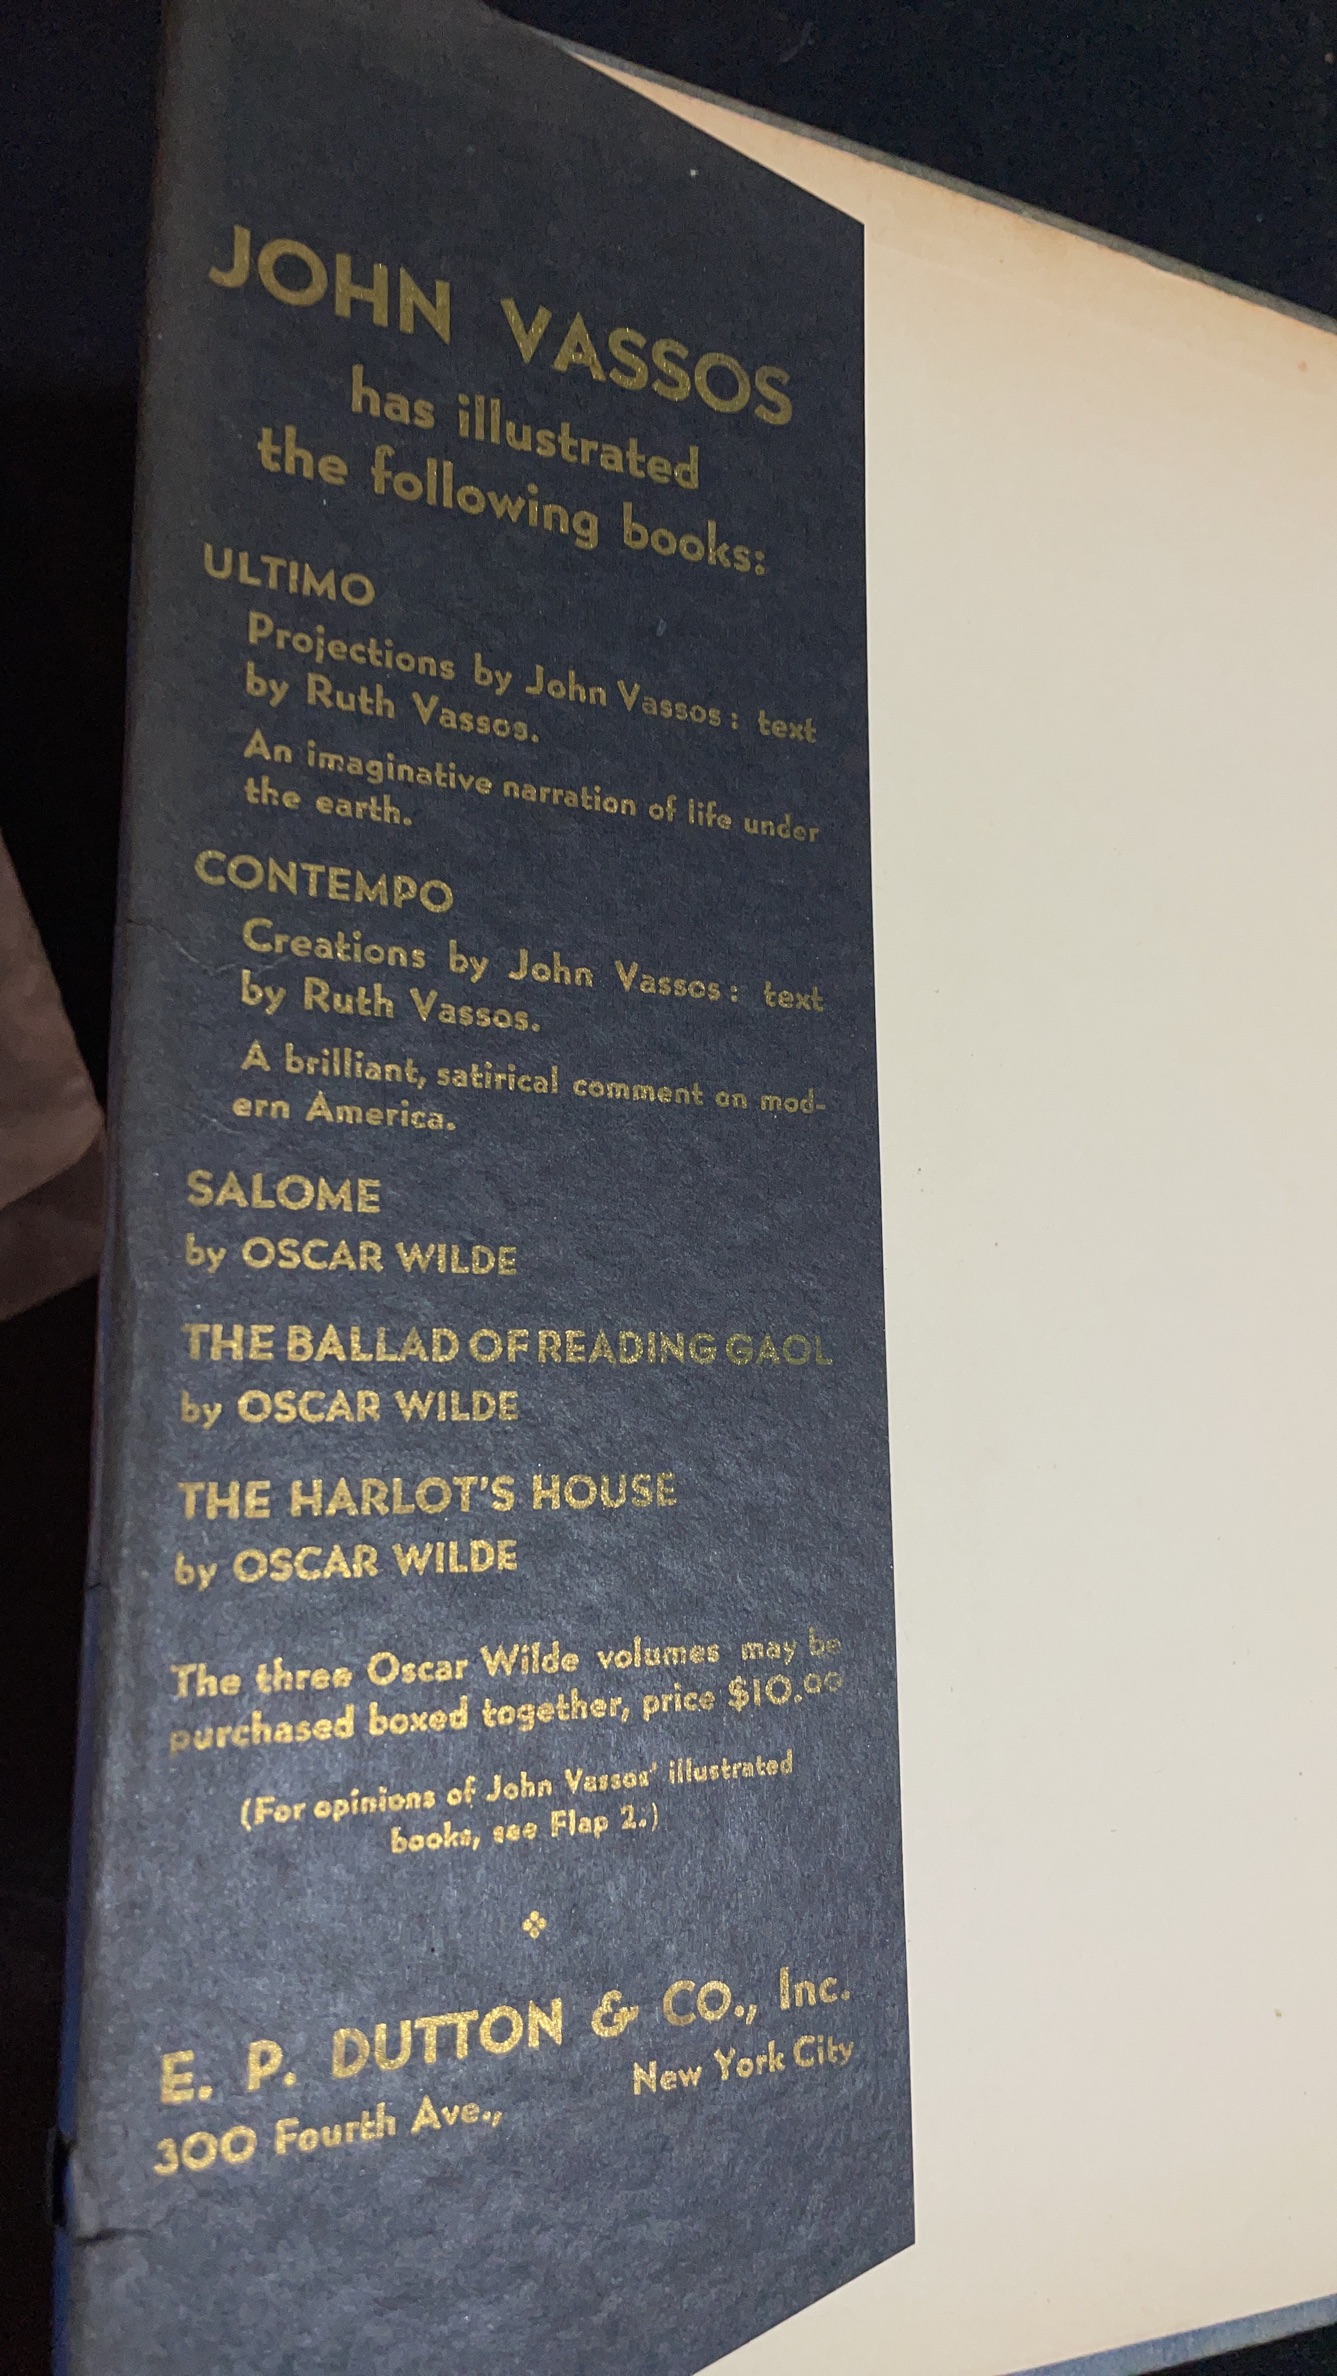 JOHN VASSOS
has illustrated
the following books:
ULTIMO
Projections by John Vassos: text
by Ruth Vassos.
An imaginative narration of life under
the earth.
CONTEMPO
Creations by John Vassos: text
by Ruth Vassos.
A brilliant, satirical comment on mod-
ern America.
SALOME
by OSCAR WILDE
THE BALLAD OF READING GAOL
by OSCAR WILDE
THE HARLOT'S HOUSE
by OSCAR WILDE
The three Oscar Wilde volumes may be
purchased boxed together, price $10.00
(For opinions of John Vassos' illustrated
books, see Flap 2.)
E. P. DUTTON & CO., Inc.
300 Fourth Ave., New York City